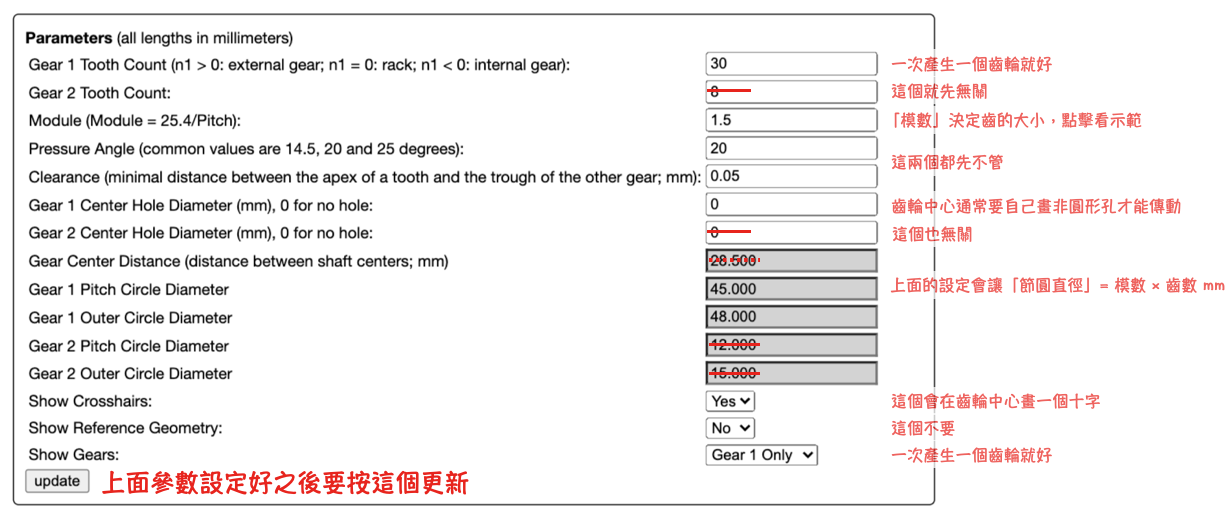 Parameters (all lengths in millimeters)
Gear 1 Tooth Count (n1 > 0: external gear; n1 = 0: rack; n1 < 0: internal gear): 30 一次產生一個齒輪就好
Gear 2 Tooth Count: 8 這個就先無關
Module (Module = 25.4/Pitch): 1.5 「模數」決定齒的大小，點擊看示範
Pressure Angle (common values are 14.5, 20 and 25 degrees): 20
這兩個都先不管
Clearance (minimal distance between the apex of a tooth and the trough of the other gear; mm): 0.05
Gear 1 Center Hole Diameter (mm), 0 for no hole: 0 齒輪中心通常要自己畫非圓形孔才能傳動
Gear 2 Center Hole Diameter (mm), 0 for no hole: 0 這個也無關
Gear Center Distance (distance between shaft centers; mm) 28.500
Gear 1 Pitch Circle Diameter 45.000 上面的設定會讓「節圓直徑」= 模數 × 齒數 mm
Gear 1 Outer Circle Diameter 48.000
Gear 2 Pitch Circle Diameter 12.000
Gear 2 Outer Circle Diameter 15.000
Show Crosshairs: Yes 這個會在齒輪中心畫一個十字
Show Reference Geometry: No 這個不要
Show Gears: Gear 1 Only 一次產生一個齒輪就好
update 上面參數設定好之後要按這個更新